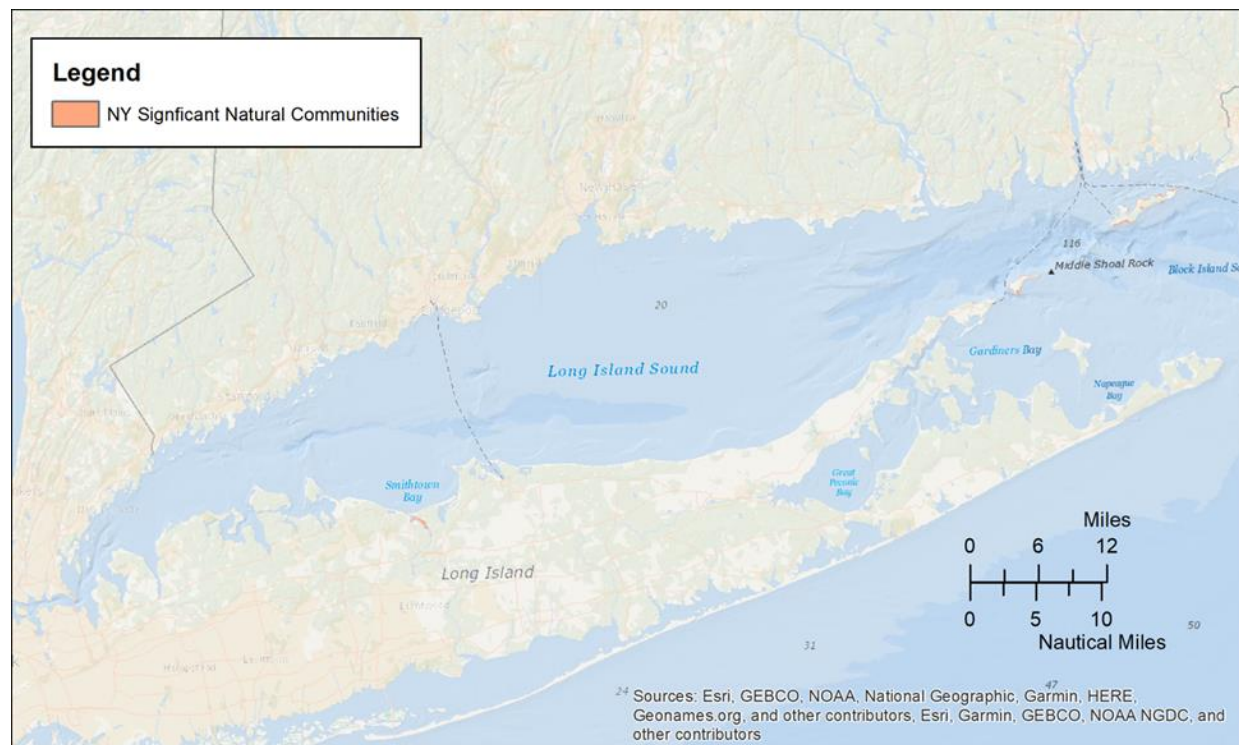 Legend
NY Signficant Natural Communities
116
Middle Shoal Rock
Block Island So
20
Long Island Sound
Gardiners Bay
Napeague
Bay
Smithtown
Bay
Great
Peconic
Bay
Long Island
Miles
0 6 12
0 5 10
Nautical Miles
50
31
47
24
Sources: Esri, GEBCO, NOAA, National Geographic, Garmin, HERE,
Geonames.org, and other contributors, Esri, Garmin, GEBCO, NOAA NGDC, and
other contributors